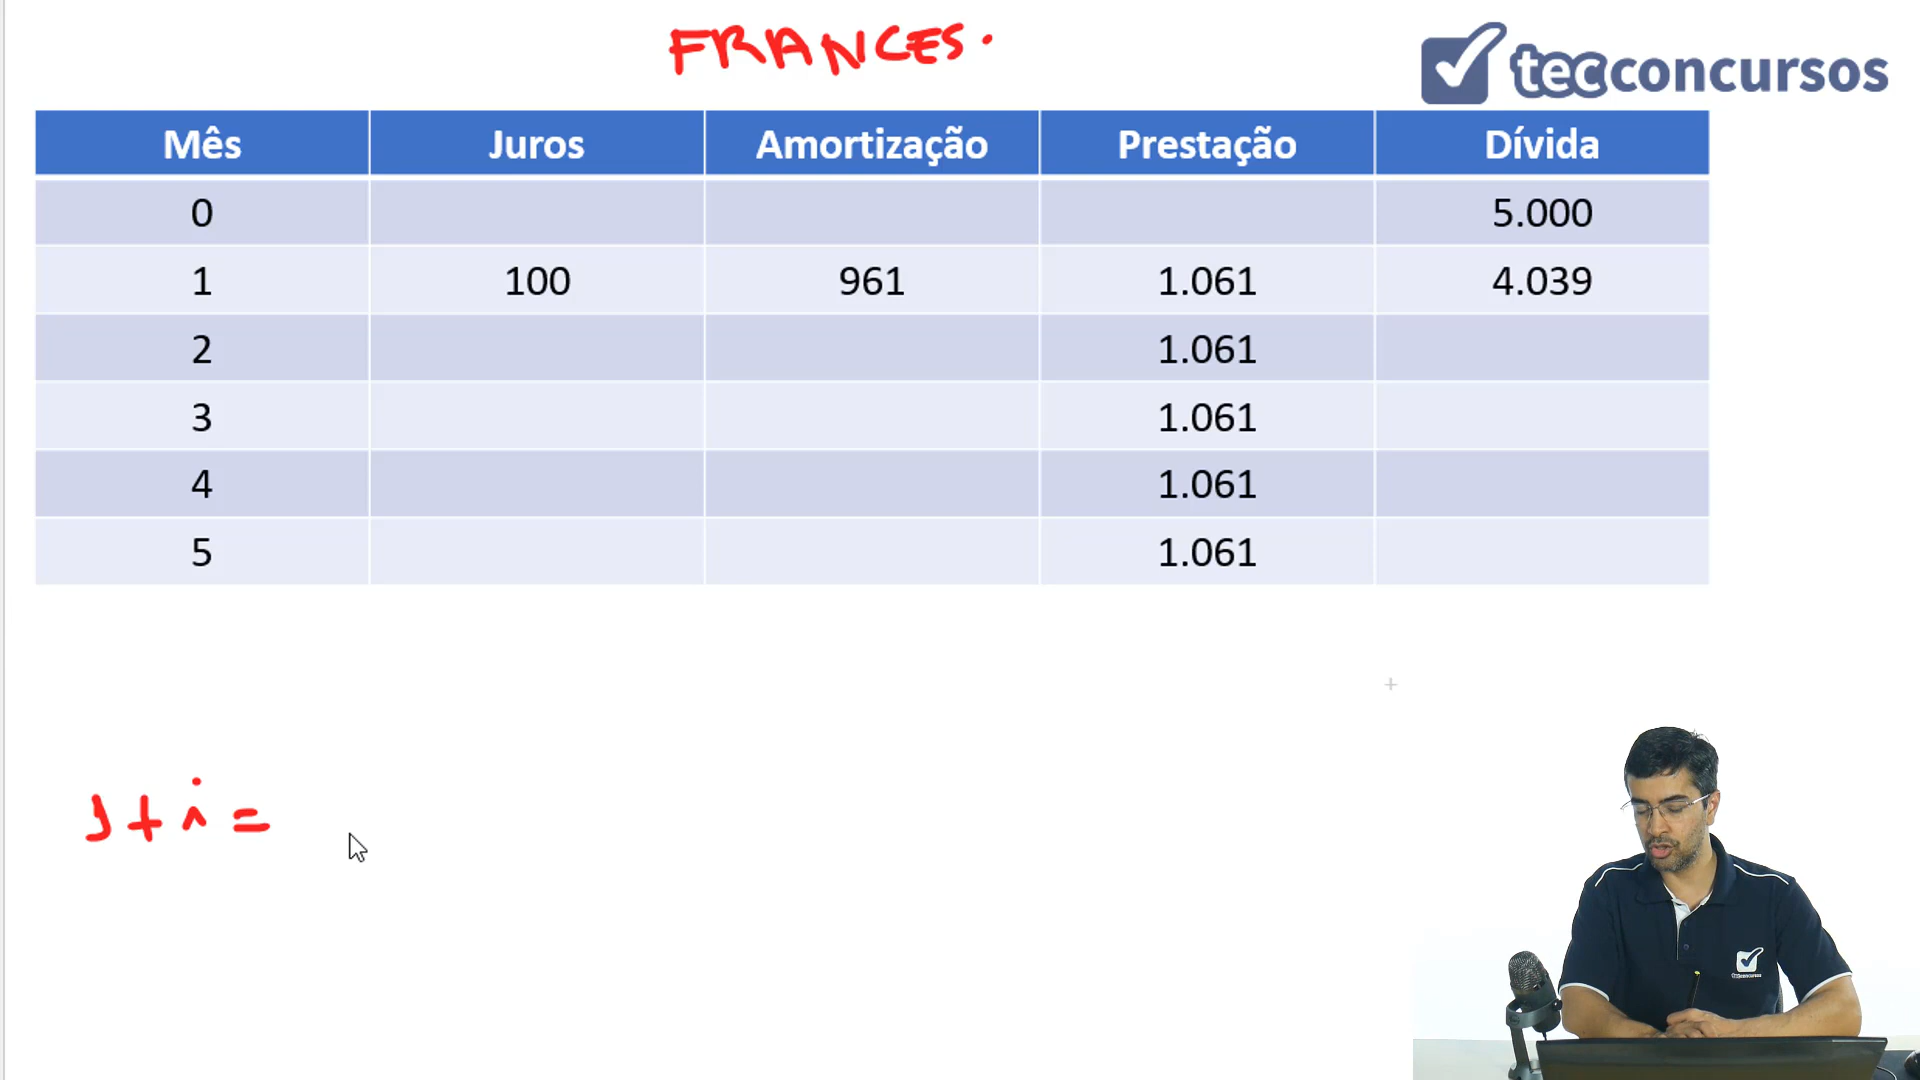 FRANCES.
tecconcursos
Mês Juros Amortização Prestação Dívida
0 5.000
1 100 961 1.061 4.039
2 1.061
3 1.061
4 1.061
5 1.061
1+i=